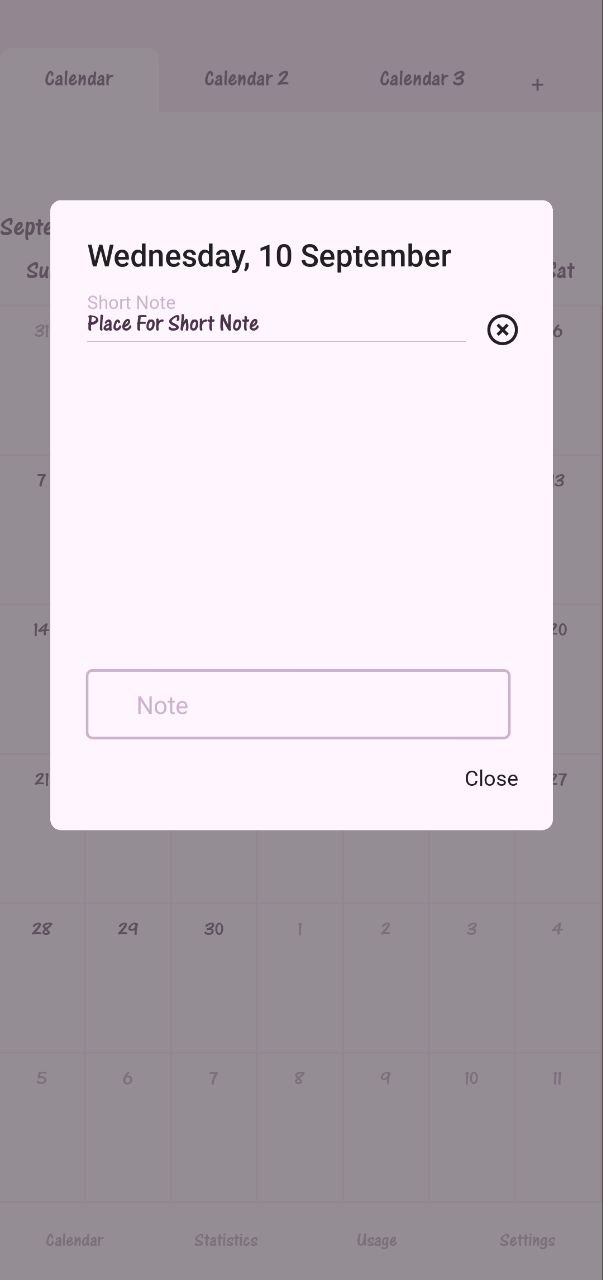 Calendar Calendar 2 Calendar 3 +
Wednesday, 10 September
Short Note
Place For Short Note
Note
Close
Septe
Su at
31 6
7 3
14 20
21 27
28 29 30 1 2 3 4
5 6 7 8 9 10 11
Calendar Statistics Usage Settings